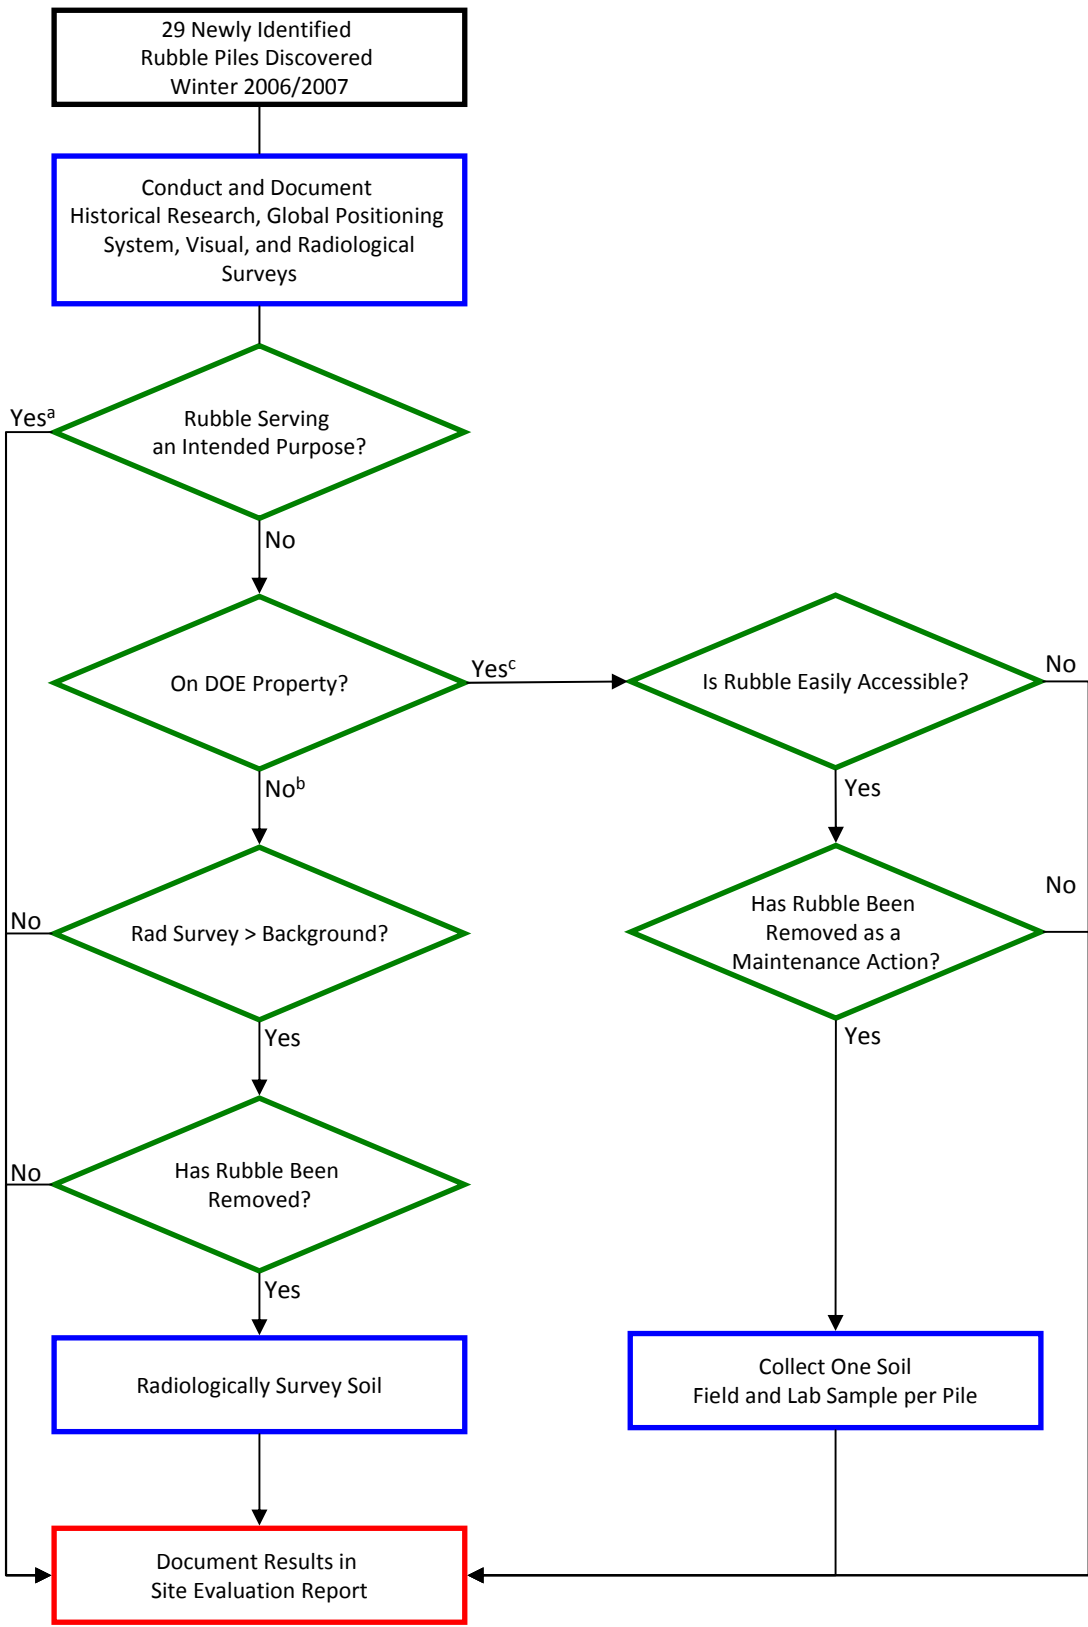 29 Newly Identified
Rubble Piles Discovered
Winter 2006/2007
Conduct and Document
Historical Research, Global Positioning
System, Visual, and Radiological
Surveys
Yesᵃ
Rubble Serving
an Intended Purpose?
No
On DOE Property?
Yesᶜ
Is Rubble Easily Accessible?
No
Noᵇ
Yes
No
Rad Survey > Background?
Has Rubble Been
Removed as a
Maintenance Action?
No
Yes
Yes
No
Has Rubble Been
Removed?
Yes
Radiologically Survey Soil
Collect One Soil
Field and Lab Sample per Pile
Document Results in
Site Evaluation Report